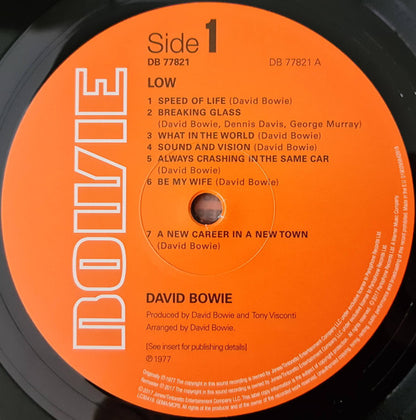 BOWIE
Side 1
DB 77821
DB 77821 A
LOW
1 SPEED OF LIFE (David Bowie)
2 BREAKING GLASS
(David Bowie, Dennis Davis, George Murray)
3 WHAT IN THE WORLD (David Bowie)
4 SOUND AND VISION (David Bowie)
5 ALWAYS CRASHING IN THE SAME CAR
(David Bowie)
6 BE MY WIFE (David Bowie)
7 A NEW CAREER IN A NEW TOWN
(David Bowie)
DAVID BOWIE
Produced by David Bowie and Tony Visconti
Arranged by David Bowie.
[See insert for publishing details]
℗ 1977